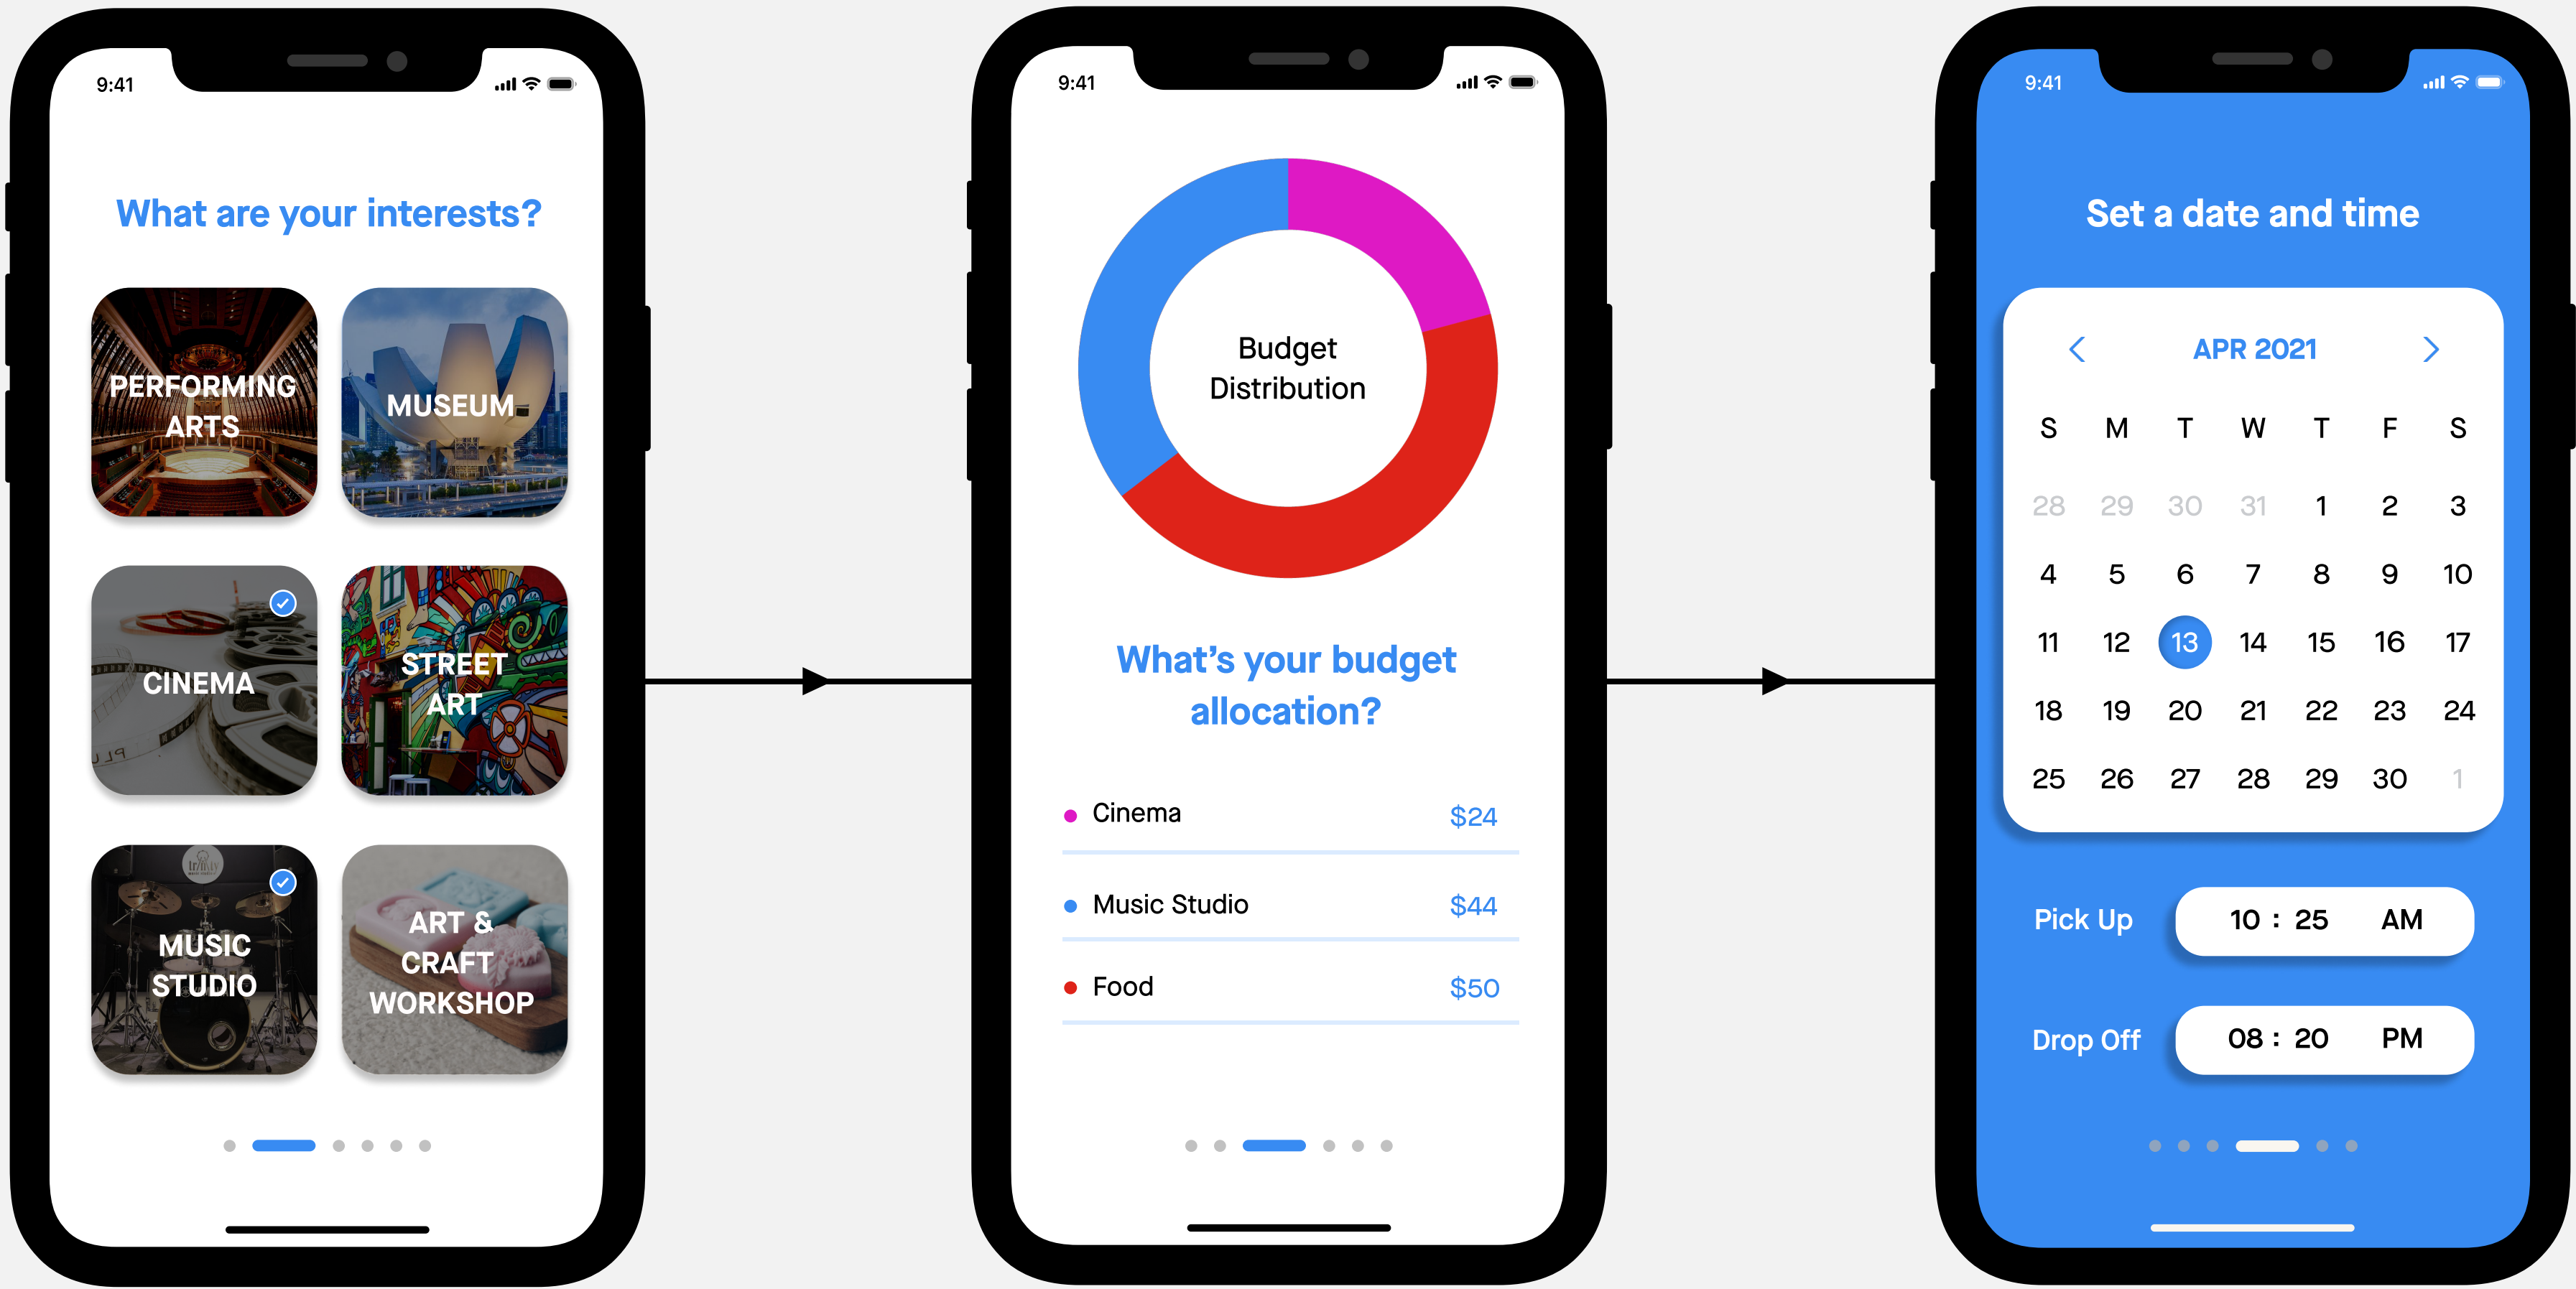 9:41
What are your interests?
PERFORMING
ARTS
MUSEUM
CINEMA
STREET
ART
MUSIC
STUDIO
ART &
CRAFT
WORKSHOP
9:41
Budget
Distribution
What's your budget
allocation?
Cinema $24
Music Studio $44
Food $50
9:41
Set a date and time
APR 2021
S M T W T F S
28 29 30 31 1 2 3
4 5 6 7 8 9 10
11 12 13 14 15 16 17
18 19 20 21 22 23 24
25 26 27 28 29 30 1
Pick Up 10 : 25 AM
Drop Off 08 : 20 PM